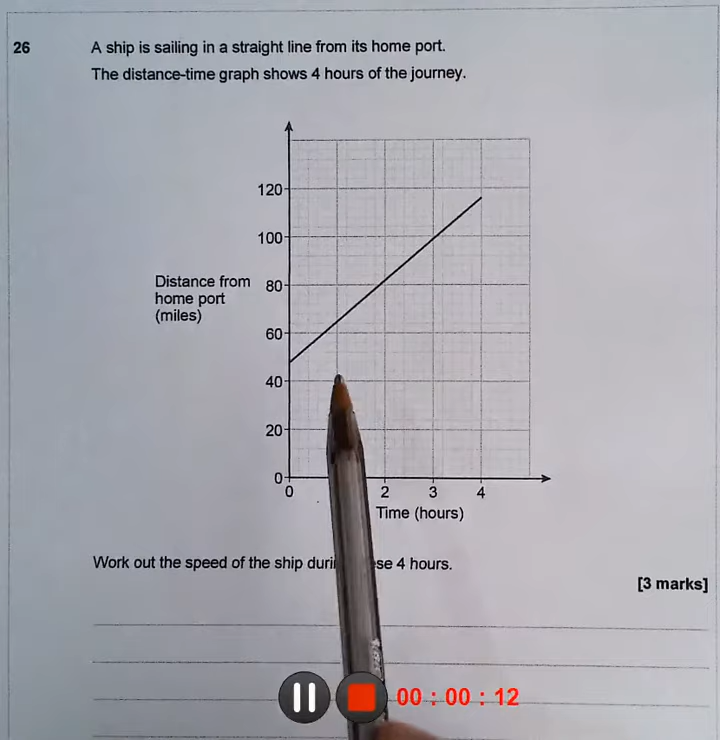 26 A ship is sailing in a straight line from its home port.
The distance-time graph shows 4 hours of the journey.
120
100
Distance from
home port
(miles)
80
60
40
20
0
0 2 3 4
Time (hours)
Work out the speed of the ship duri se 4 hours.
[3 marks]
00 : 00 : 12